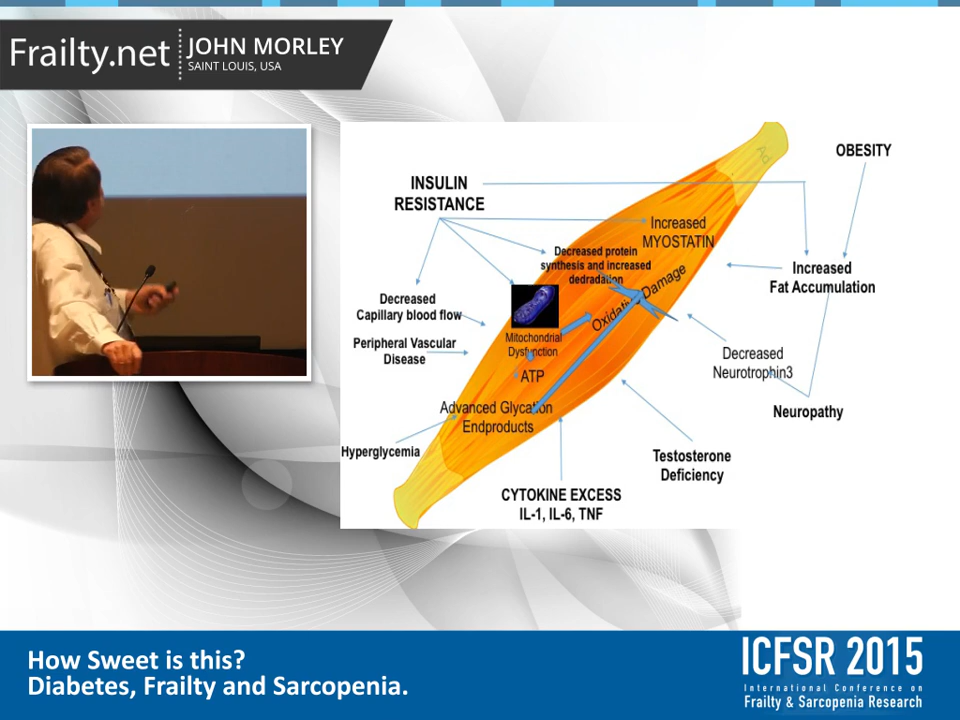 Frailty.net
JOHN MORLEY
SAINT LOUIS, USA
OBESITY
INSULIN
RESISTANCE
Increased
MYOSTATIN
Decreased protein
synthesis and increased
dedradation
Oxidative Damage
Increased
Fat Accumulation
Decreased
Capillary blood flow
Peripheral Vascular
Disease
Mitochondrial
Dysfunction
ATP
Decreased
Neurotrophin3
Advanced Glycation
Endproducts
Neuropathy
Hyperglycemia
Testosterone
Deficiency
CYTOKINE EXCESS
IL-1, IL-6, TNF
How Sweet is this?
Diabetes, Frailty and Sarcopenia.
ICFSR 2015
International Conference on
Frailty & Sarcopenia Research